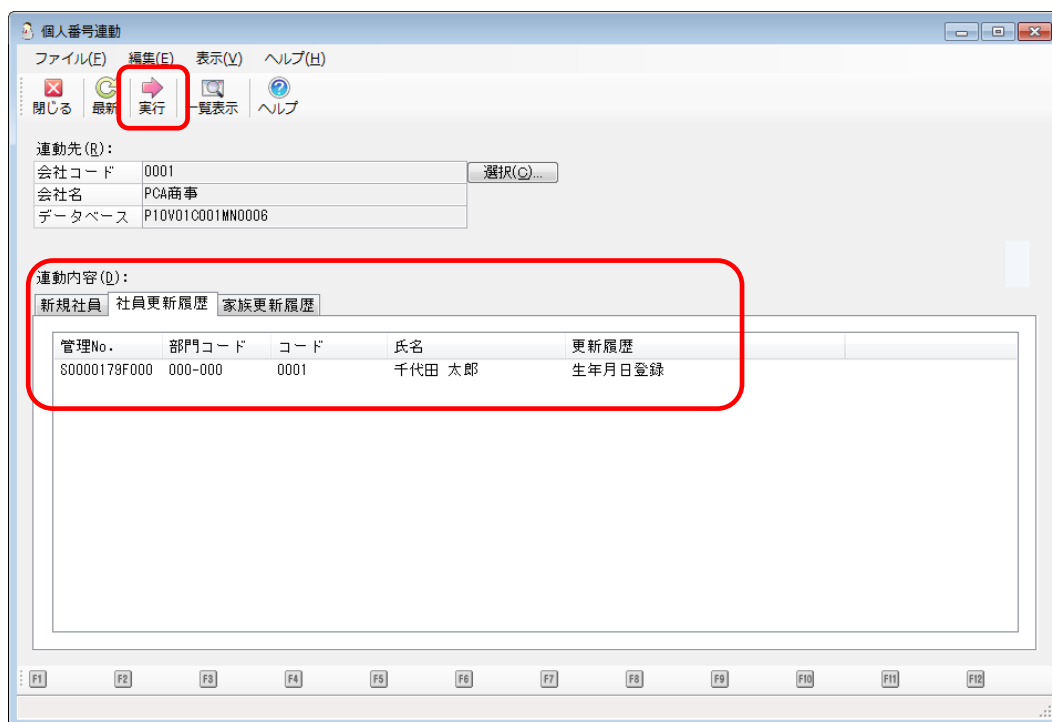 個人番号連動
ファイル(F) 編集(E) 表示(V) ヘルプ(H)
閉じる 最新 実行 一覧表示 ヘルプ
連動先(R):
会社コード 0001 選択(C)...
会社名 PCA商事
データベース P10V01C001MN0006
連動内容(D):
新規社員 社員更新履歴 家族更新履歴
管理No. 部門コード コード 氏名 更新履歴
S0000179F000 000-000 0001 千代田 太郎 生年月日登録
F1 F2 F3 F4 F5 F6 F7 F8 F9 F10 F11 F12